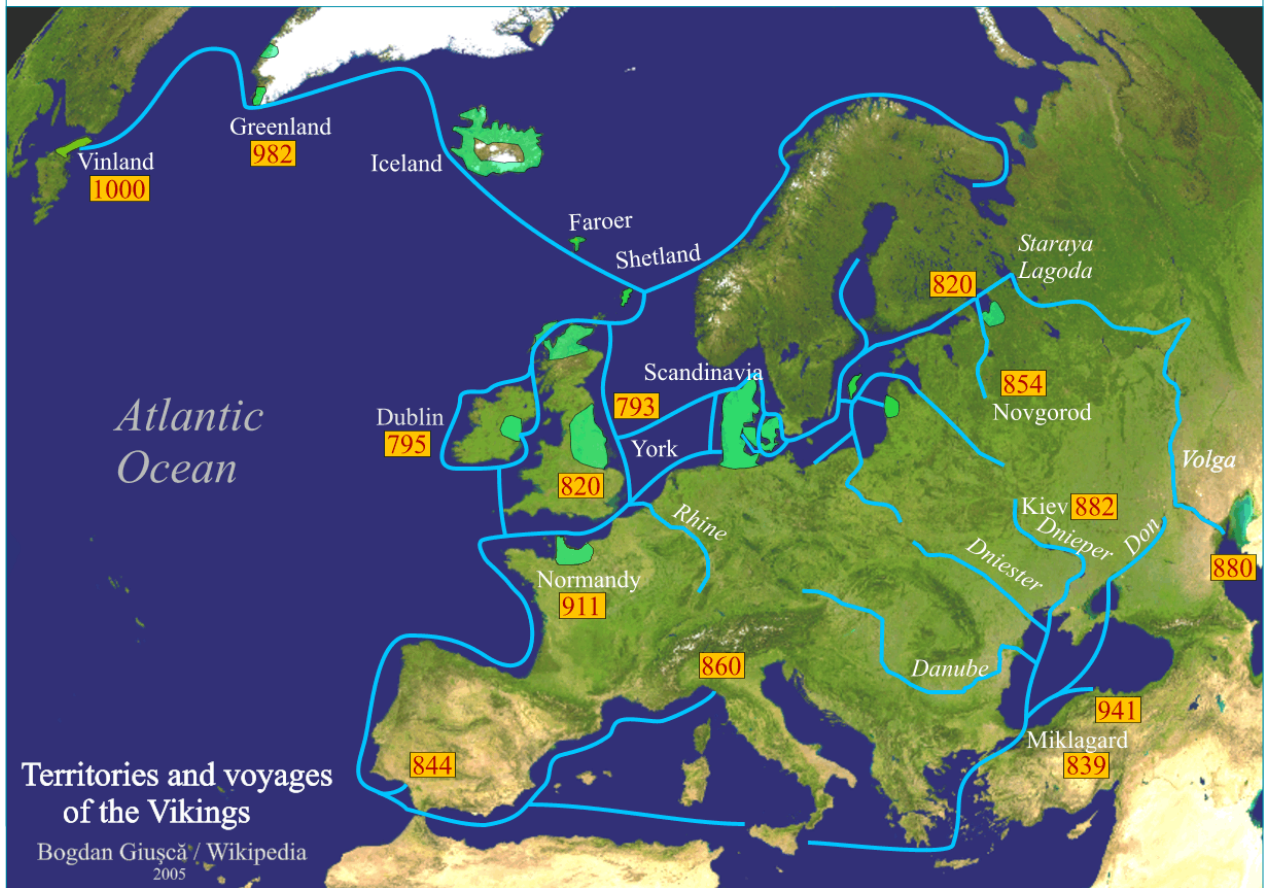 Greenland
982
Vinland
1000
Iceland
Faroer
Shetland
Staraya
Lagoda
820
Scandinavia
854
Novgorod
793
Dublin
795
York
Atlantic
Ocean
820
Volga
Kiev 882
Rhine
Dnieper
Don
Dniester
880
Normandy
911
860
Danube
941
Miklagard
839
844
Territories and voyages
of the Vikings
Bogdan Giuşcă / Wikipedia
2005